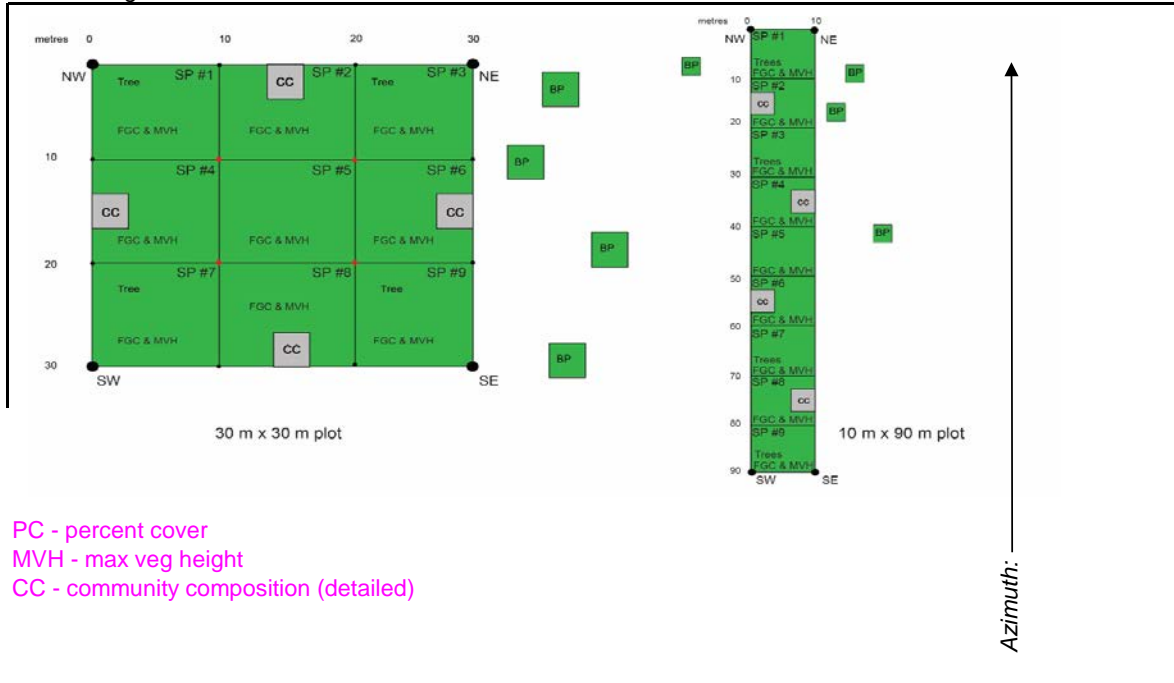 metres 0 10 20 30
NW NE
SP #1 SP #2 SP #3
Tree CC Tree
FGC & MVH FGC & MVH FGC & MVH
BP
10
SP #4 SP #5 SP #6
BP
CC CC
FGC & MVH FGC & MVH FGC & MVH
BP
20
SP #7 SP #8 SP #9
Tree Tree
FGC & MVH
FGC & MVH FGC & MVH
CC
BP
30
SW SE
30 m x 30 m plot
metres 0 10
NW NE
SP #1
BP
Trees
FGC & MVH
BP
10
SP #2
CC
BP
20
FGC & MVH
SP #3
Trees
FGC & MVH
30
SP #4
CC
FGC & MVH
40
SP #5
BP
FGC & MVH
50
SP #6
CC
FGC & MVH
60
SP #7
Trees
FGC & MVH
70
SP #8
CC
FGC & MVH
80
SP #9
Trees
FGC & MVH
90
SW SE
10 m x 90 m plot
Azimuth:
PC - percent cover
MVH - max veg height
CC - community composition (detailed)